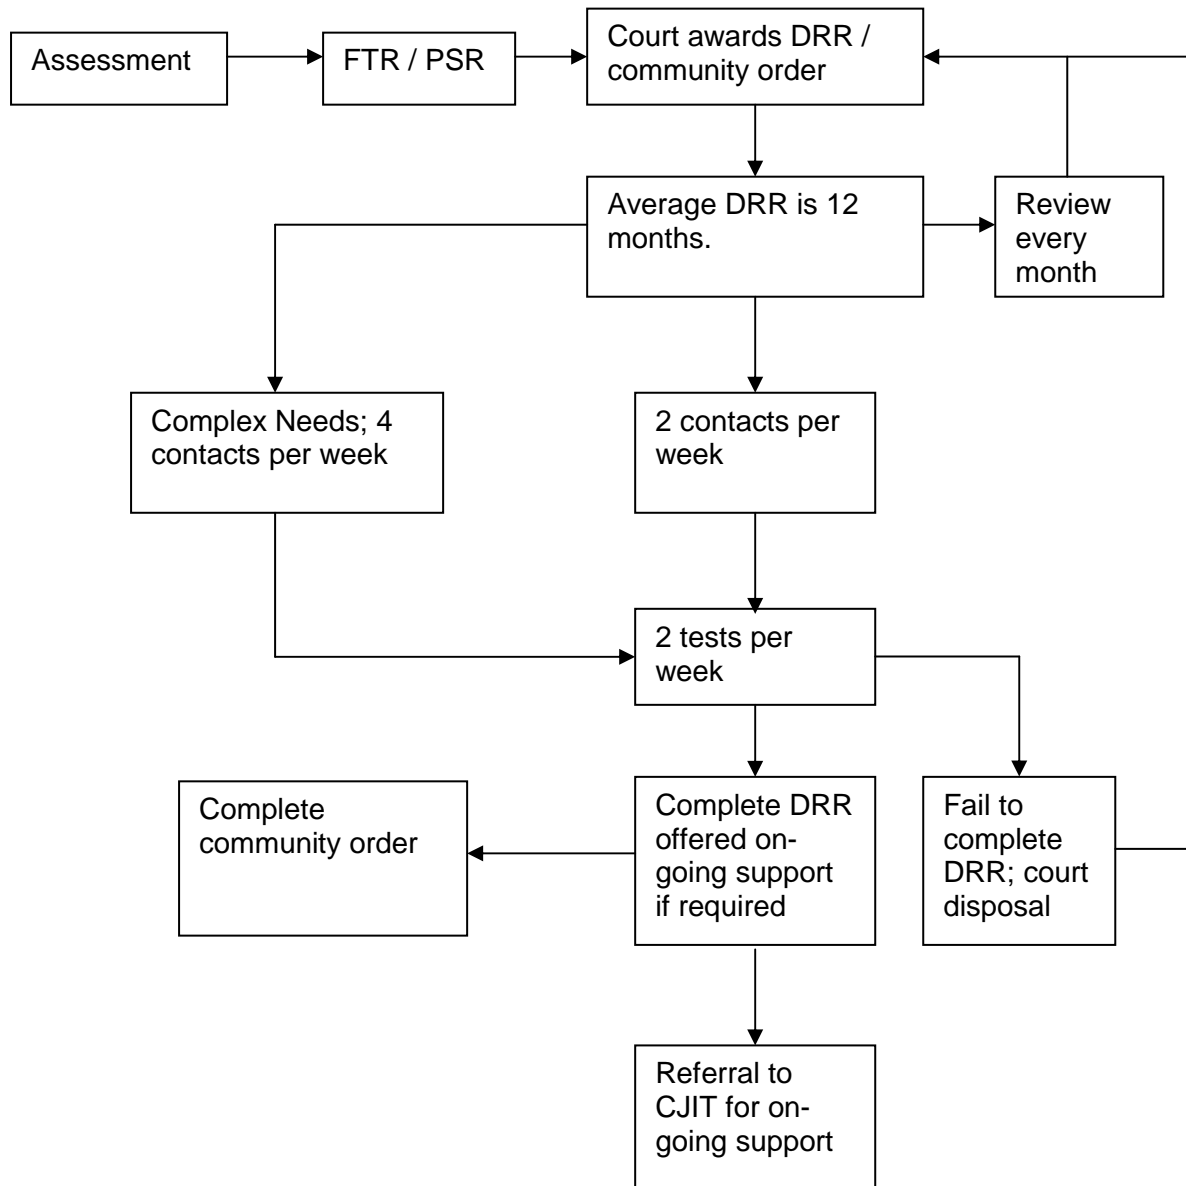 Assessment
FTR / PSR
Court awards DRR /
community order
Average DRR is 12
months.
Review
every
month
Complex Needs; 4
contacts per week
2 contacts per
week
2 tests per
week
Complete
community order
Complete DRR
offered on-
going support
if required
Fail to
complete
DRR; court
disposal
Referral to
CJIT for on-
going support